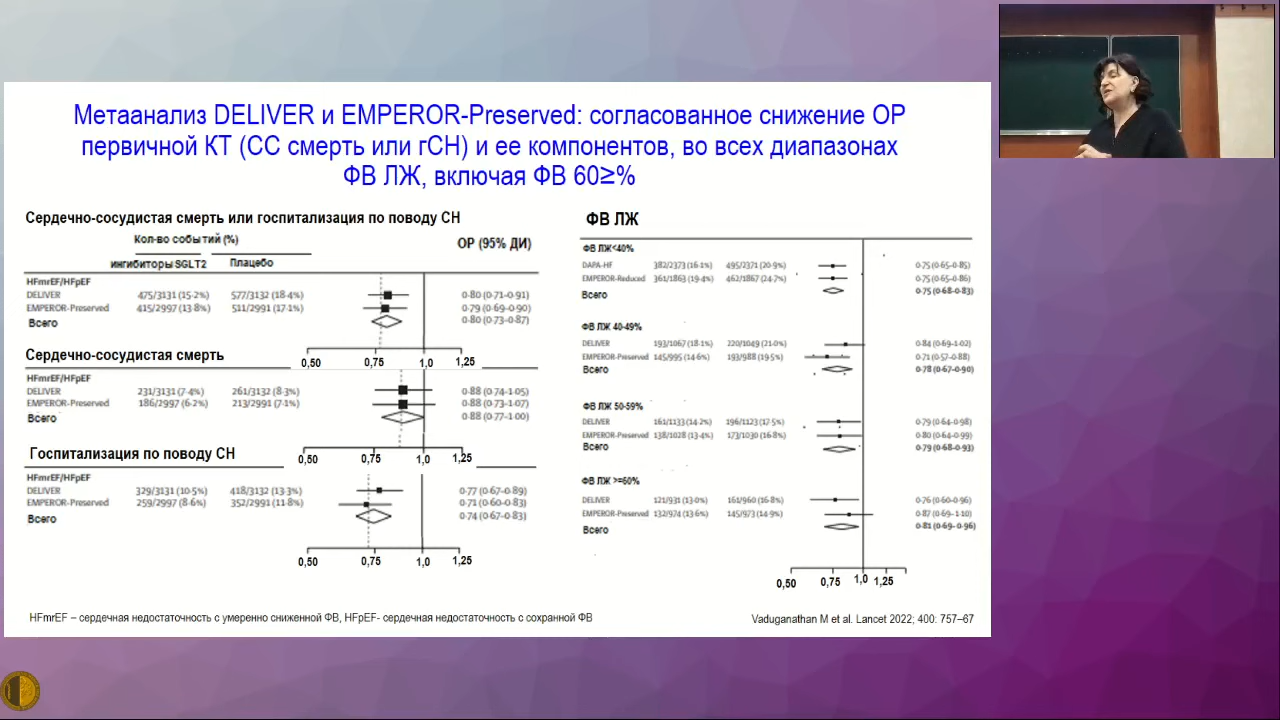 Метаанализ DELIVER и EMPEROR-Preserved: согласованное снижение ОР
первичной КТ (СС смерть или гСН) и ее компонентов, во всех диапазонах
ФВ ЛЖ, включая ФВ 60≥%
Сердечно-сосудистая смерть или госпитализация по поводу СН
Кол-во событий (%)
ОР (95% ДИ)
ингибиторы SGLT2 Плацебо
HFmrEF/HFpEF
DELIVER 475/3131 (15·2%) 577/3132 (18·4%) 0·80 (0·71-0·91)
EMPEROR-Preserved 415/2997 (13·8%) 511/2991 (17·1%) 0·79 (0·69-0·90)
Всего 0·80 (0·73-0·87)
0,50 0,75 1,0 1,25
Сердечно-сосудистая смерть
HFmrEF/HFpEF
DELIVER 231/3131 (7·4%) 261/3132 (8·3%) 0·88 (0·74-1·05)
EMPEROR-Preserved 186/2997 (6·2%) 213/2991 (7·1%) 0·88 (0·73-1·07)
Всего 0·88 (0·77-1·00)
0,50 0,75 1,0 1,25
Госпитализация по поводу СН
HFmrEF/HFpEF
DELIVER 329/3131 (10·5%) 418/3132 (13·3%) 0·77 (0·67-0·89)
EMPEROR-Preserved 259/2997 (8·6%) 352/2991 (11·8%) 0·71 (0·60-0·83)
Всего 0·74 (0·67-0·83)
0,50 0,75 1,0 1,25
ФВ ЛЖ
ФВ ЛЖ<40%
DAPA-HF 382/2373 (16·1%) 495/2371 (20·9%) 0·75 (0·65-0·85)
EMPEROR-Reduced 361/1863 (19·4%) 462/1867 (24·7%) 0·75 (0·65-0·86)
Всего 0·75 (0·68-0·83)
ФВ ЛЖ 40-49%
DELIVER 193/1067 (18·1%) 220/1049 (21·0%) 0·84 (0·69-1·02)
EMPEROR-Preserved 145/995 (14·6%) 193/988 (19·5%) 0·71 (0·57-0·88)
Всего 0·78 (0·67-0·90)
ФВ ЛЖ 50-59%
DELIVER 161/1133 (14·2%) 196/1123 (17·5%) 0·79 (0·64-0·98)
EMPEROR-Preserved 138/1028 (13·4%) 173/1030 (16·8%) 0·80 (0·64-0·99)
Всего 0·79 (0·68-0·93)
ФВ ЛЖ >=60%
DELIVER 121/931 (13·0%) 161/960 (16·8%) 0·76 (0·60-0·96)
EMPEROR-Preserved 132/974 (13·6%) 145/973 (14·9%) 0·87 (0·69-1·10)
Всего 0·81 (0·69-0·96)
0,50 0,75 1,0 1,25
HFmrEF – сердечная недостаточность с умеренно сниженной ФВ, HFpEF- сердечная недостаточность с сохранной ФВ
Vaduganathan M et al. Lancet 2022; 400: 757–67